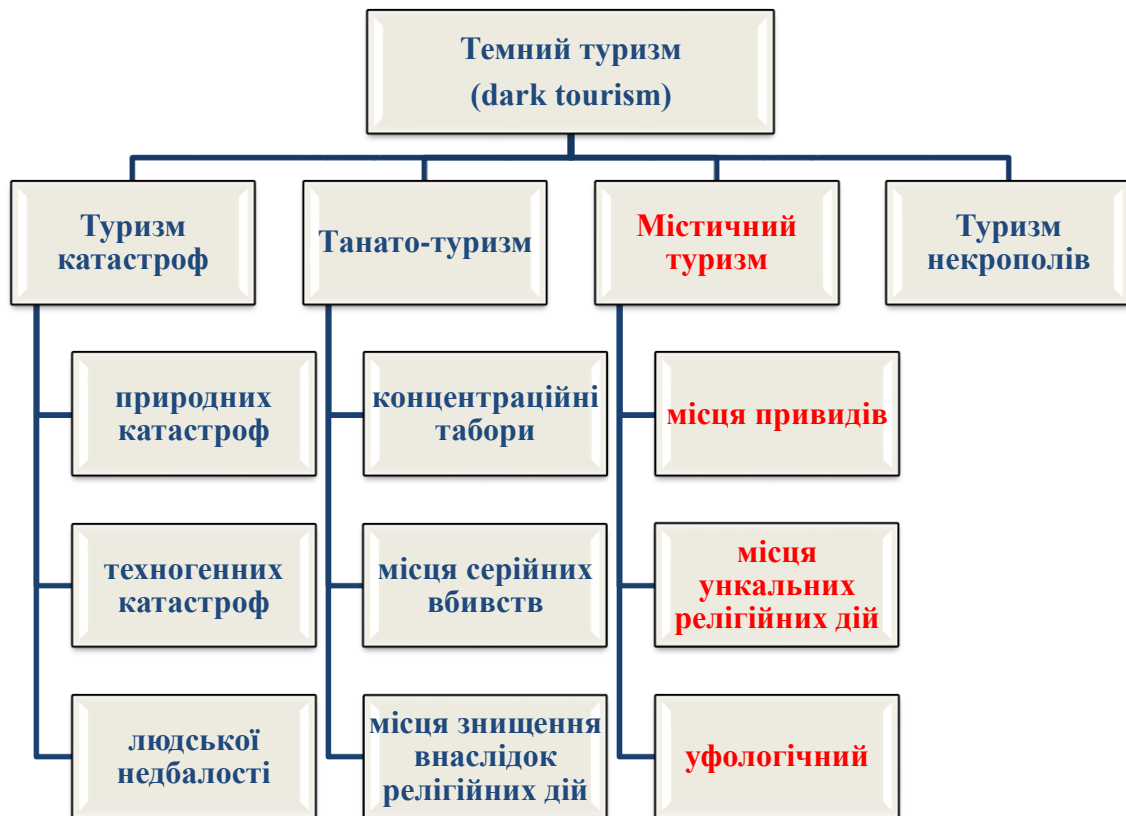 Темний туризм
(dark tourism)
Туризм
катастроф
Танато-туризм
Містичний
туризм
Туризм
некрополів
природних
катастроф
концентраційні
табори
місця привидів
техногенних
катастроф
місця серійних
вбивств
місця
ункальних
релігійних дій
людської
недбалості
місця знищення
внаслідок
релігійних дій
уфологічний